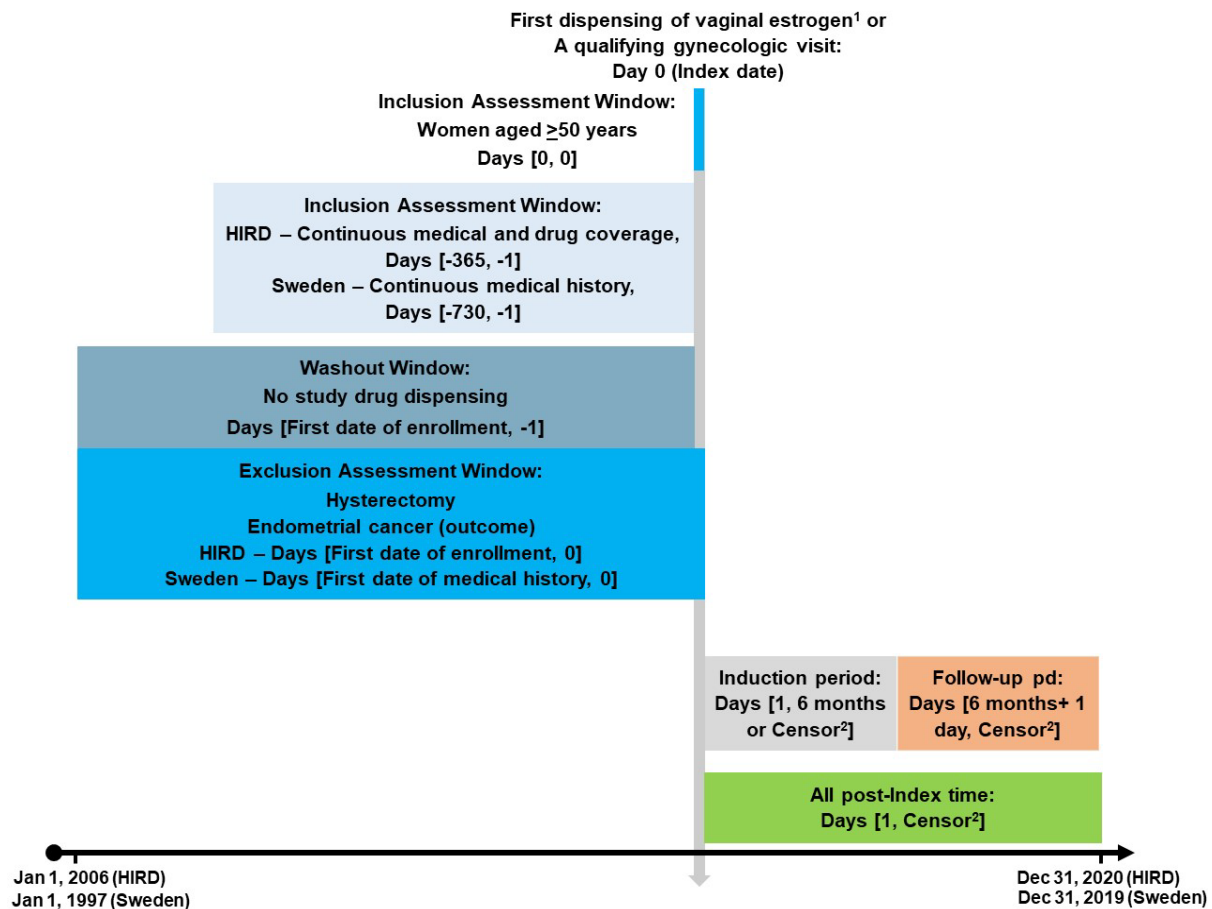 First dispensing of vaginal estrogen¹ or
A qualifying gynecologic visit:
Day 0 (Index date)
Inclusion Assessment Window:
Women aged ≥50 years
Days [0, 0]
Inclusion Assessment Window:
HIRD – Continuous medical and drug coverage,
Days [-365, -1]
Sweden – Continuous medical history,
Days [-730, -1]
Washout Window:
No study drug dispensing
Days [First date of enrollment, -1]
Exclusion Assessment Window:
Hysterectomy
Endometrial cancer (outcome)
HIRD – Days [First date of enrollment, 0]
Sweden – Days [First date of medical history, 0]
Induction period:
Days [1, 6 months
or Censor²]
Follow-up pd:
Days [6 months+ 1
day, Censor²]
All post-Index time:
Days [1, Censor²]
Jan 1, 2006 (HIRD)
Jan 1, 1997 (Sweden)
Dec 31, 2020 (HIRD)
Dec 31, 2019 (Sweden)